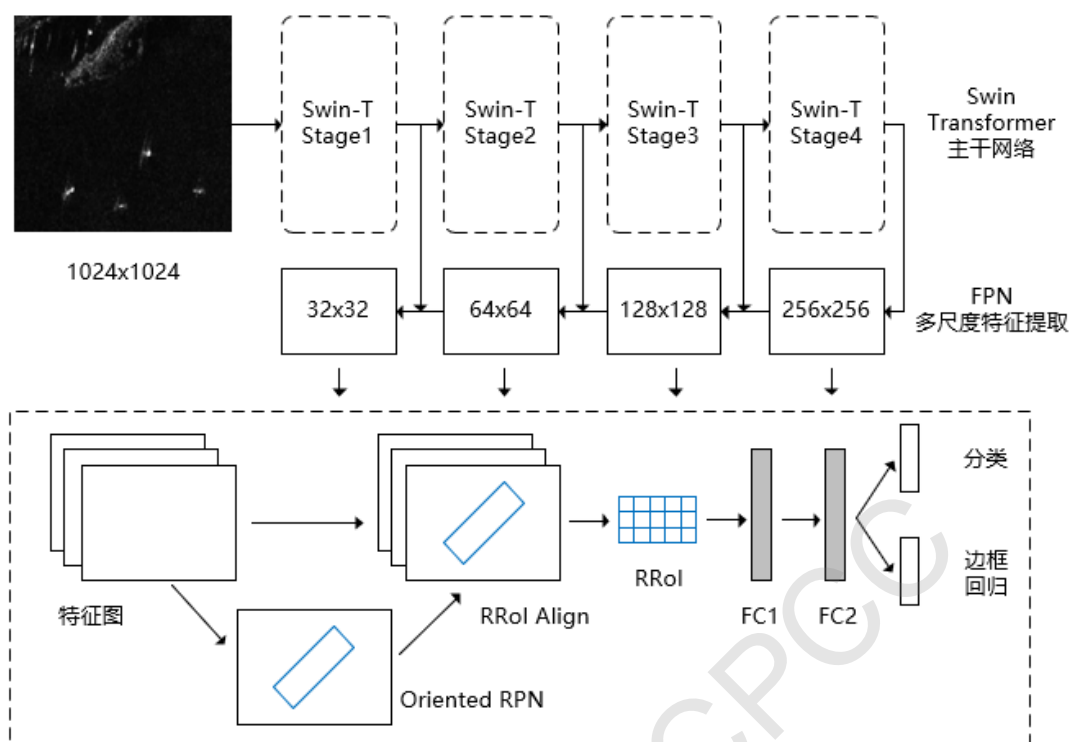 Swin-T
Stage1
Swin-T
Stage2
Swin-T
Stage3
Swin-T
Stage4
Swin
Transformer
主干网络
1024x1024
32x32
64x64
128x128
256x256
FPN
多尺度特征提取
特征图
Oriented RPN
RRoI Align
RRoI
FC1
FC2
分类
边框
回归
CPCC